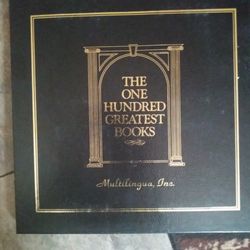 THE
ONE
HUNDRED
GREATEST
BOOKS
Multilingua, Inc.